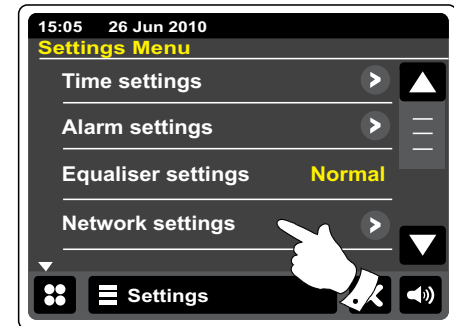 15:05 26 Jun 2010
Settings Menu
Time settings
Alarm settings
Equaliser settings Normal
Network settings
Settings